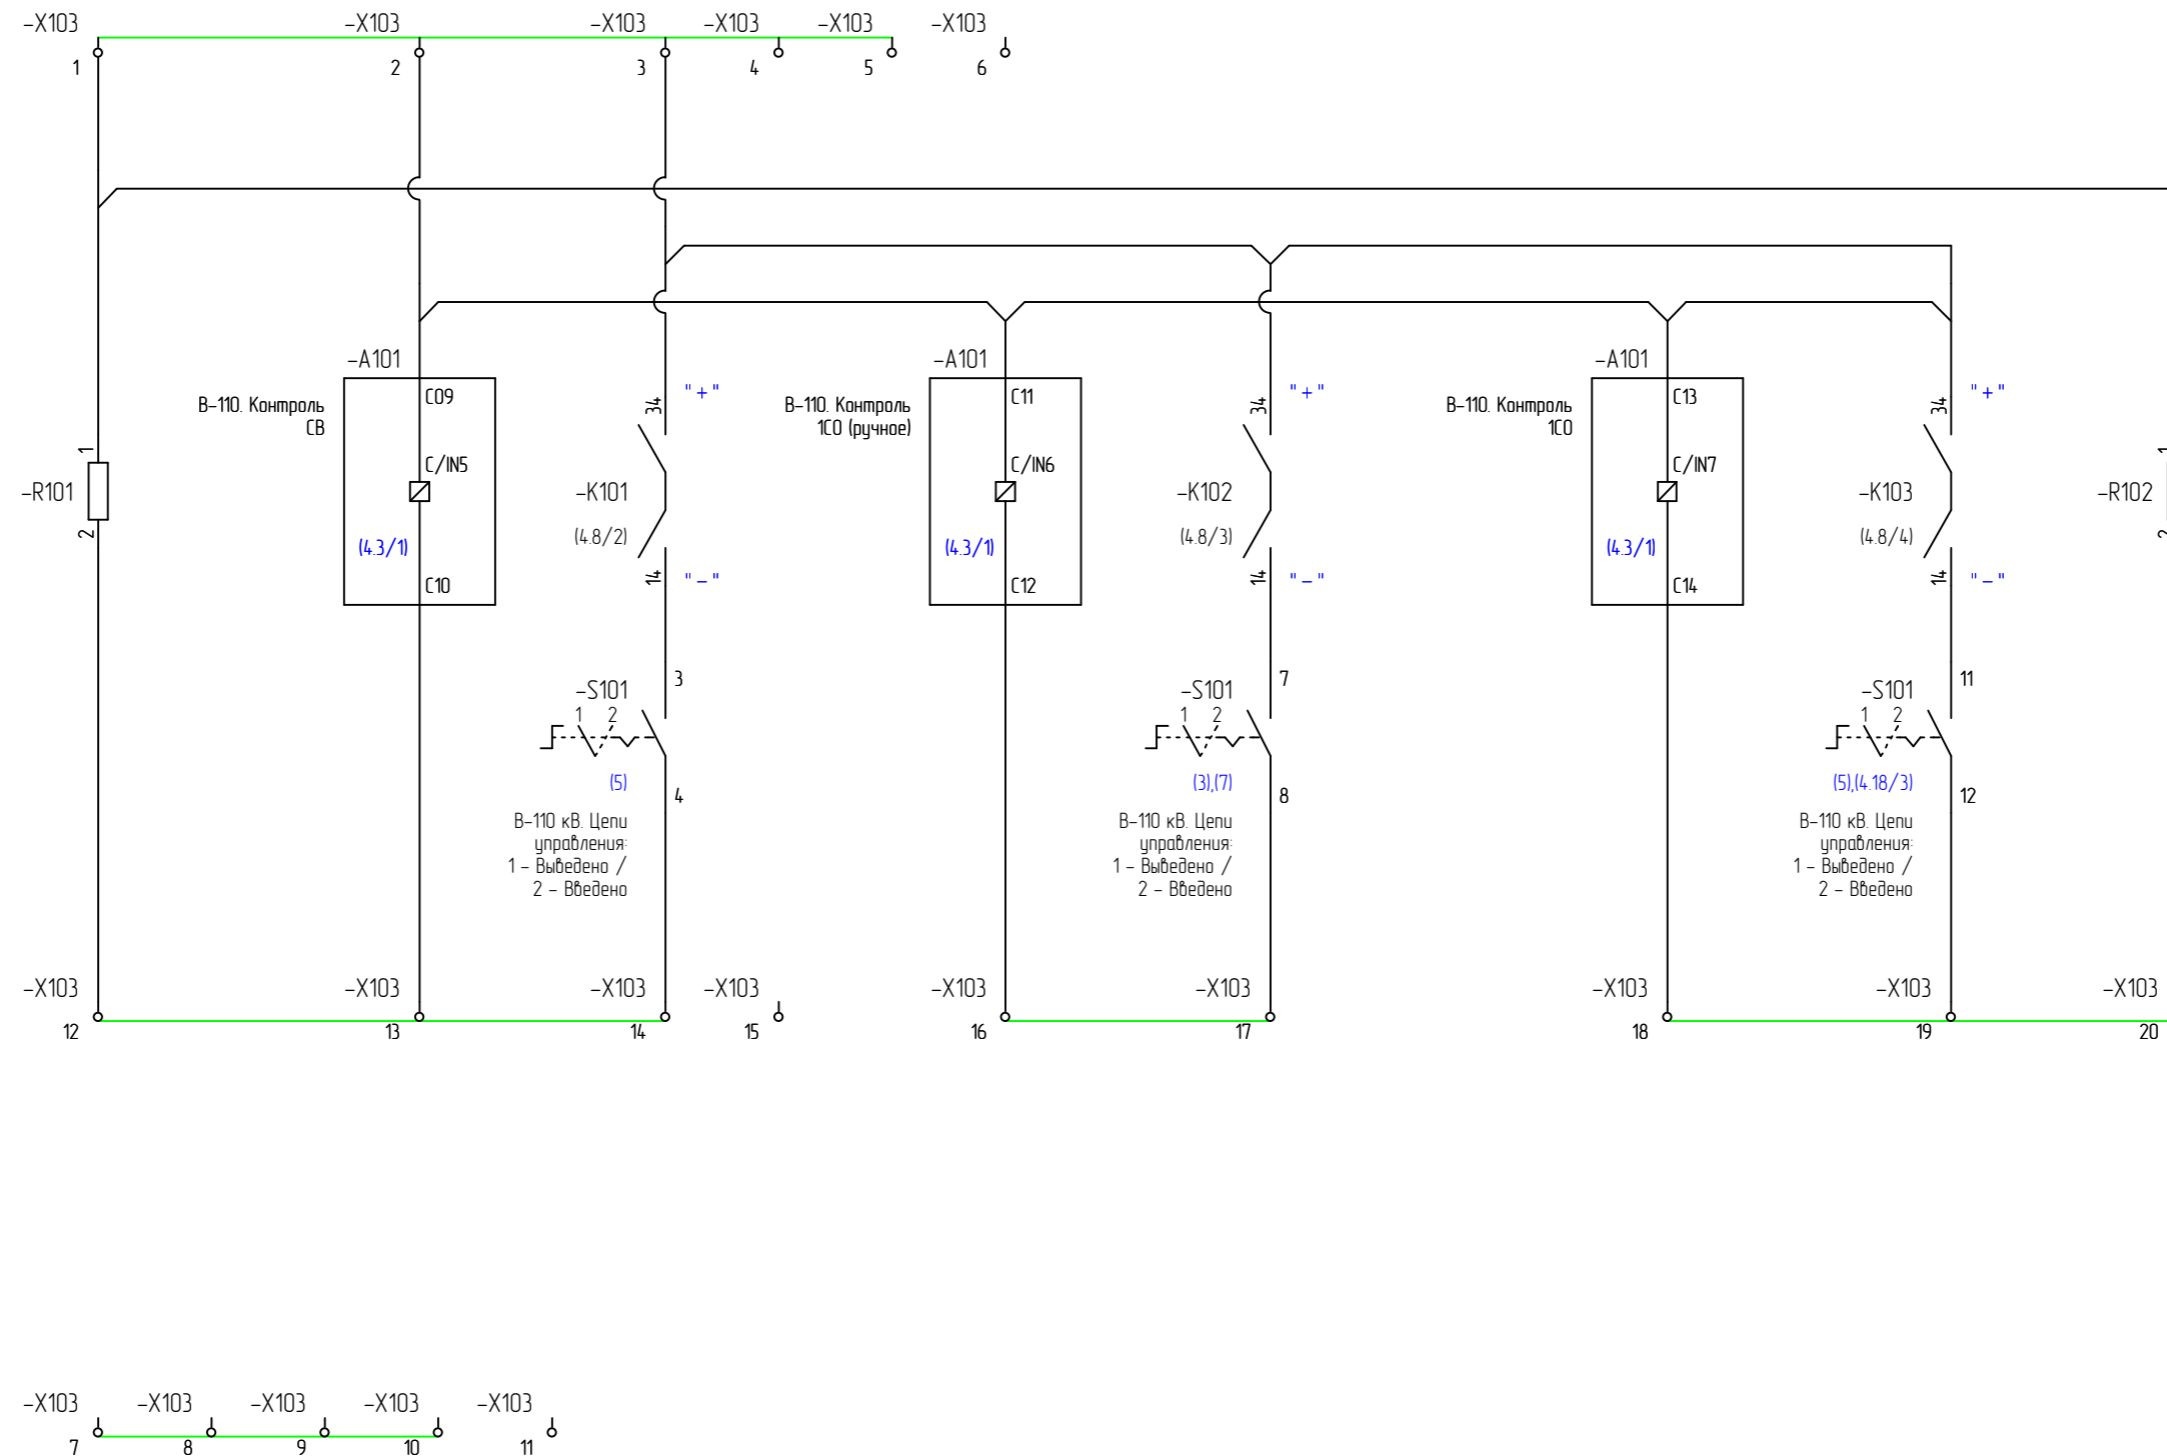 -X103
-X103
-X103
-X103
-X103
-X103
1
2
3
4
5
6
-A101
-A101
-A101
В-110. Контроль
СВ
C09
34
"+"
В-110. Контроль
1СО (ручное)
C11
34
"+"
В-110. Контроль
1СО
C13
34
"+"
1
-R101
2
C/IN5
(4.3/1)
C10
-K101
(4.8/2)
14
"-"
C/IN6
(4.3/1)
C12
-K102
(4.8/3)
14
"-"
C/IN7
(4.3/1)
C14
-K103
(4.8/4)
14
"-"
1
-R102
2
3
-S101
1 2
(5)
4
В-110 кВ. Цепи
управления:
1 - Выведено /
2 - Введено
7
-S101
1 2
(3),(7)
8
В-110 кВ. Цепи
управления:
1 - Выведено /
2 - Введено
11
-S101
1 2
(5),(4.18/3)
12
В-110 кВ. Цепи
управления:
1 - Выведено /
2 - Введено
-X103
-X103
-X103
-X103
-X103
-X103
-X103
-X103
-X103
12
13
14
15
16
17
18
19
20
-X103
-X103
-X103
-X103
-X103
7
8
9
10
11